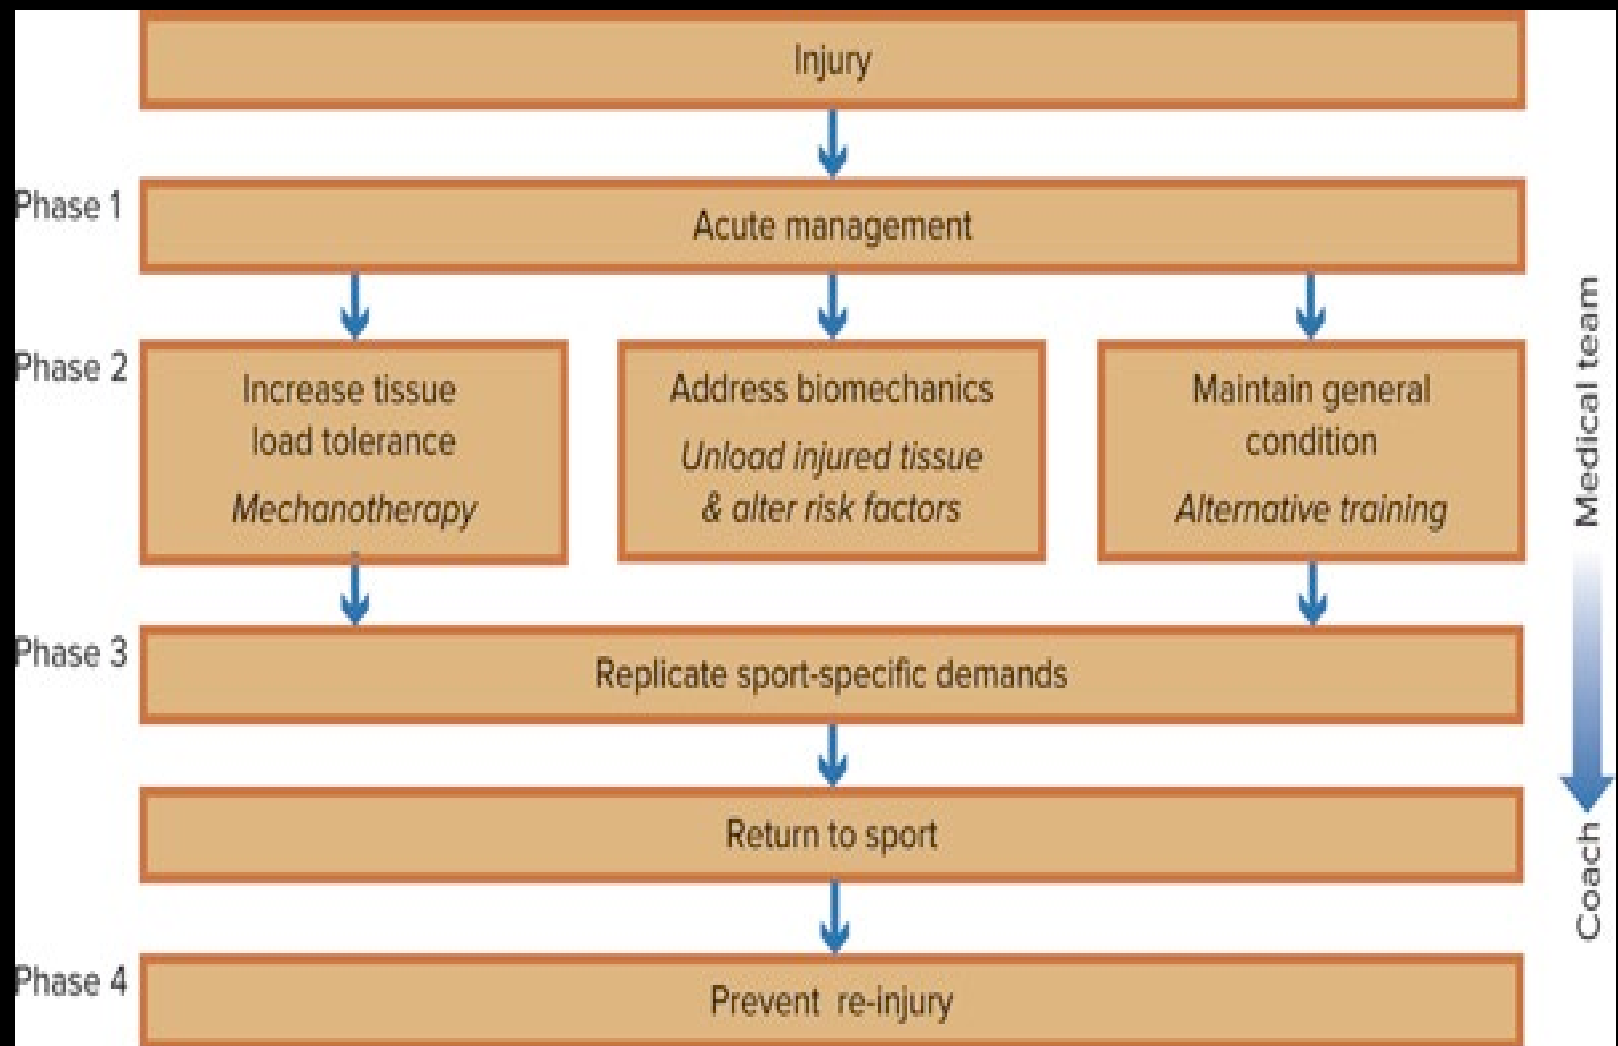 Injury
Phase 1
Acute management
Phase 2
Increase tissue
load tolerance
Mechanotherapy
Address biomechanics
Unload injured tissue
& alter risk factors
Maintain general
condition
Alternative training
Phase 3
Replicate sport-specific demands
Return to sport
Phase 4
Prevent re-injury
Medical team
Coach